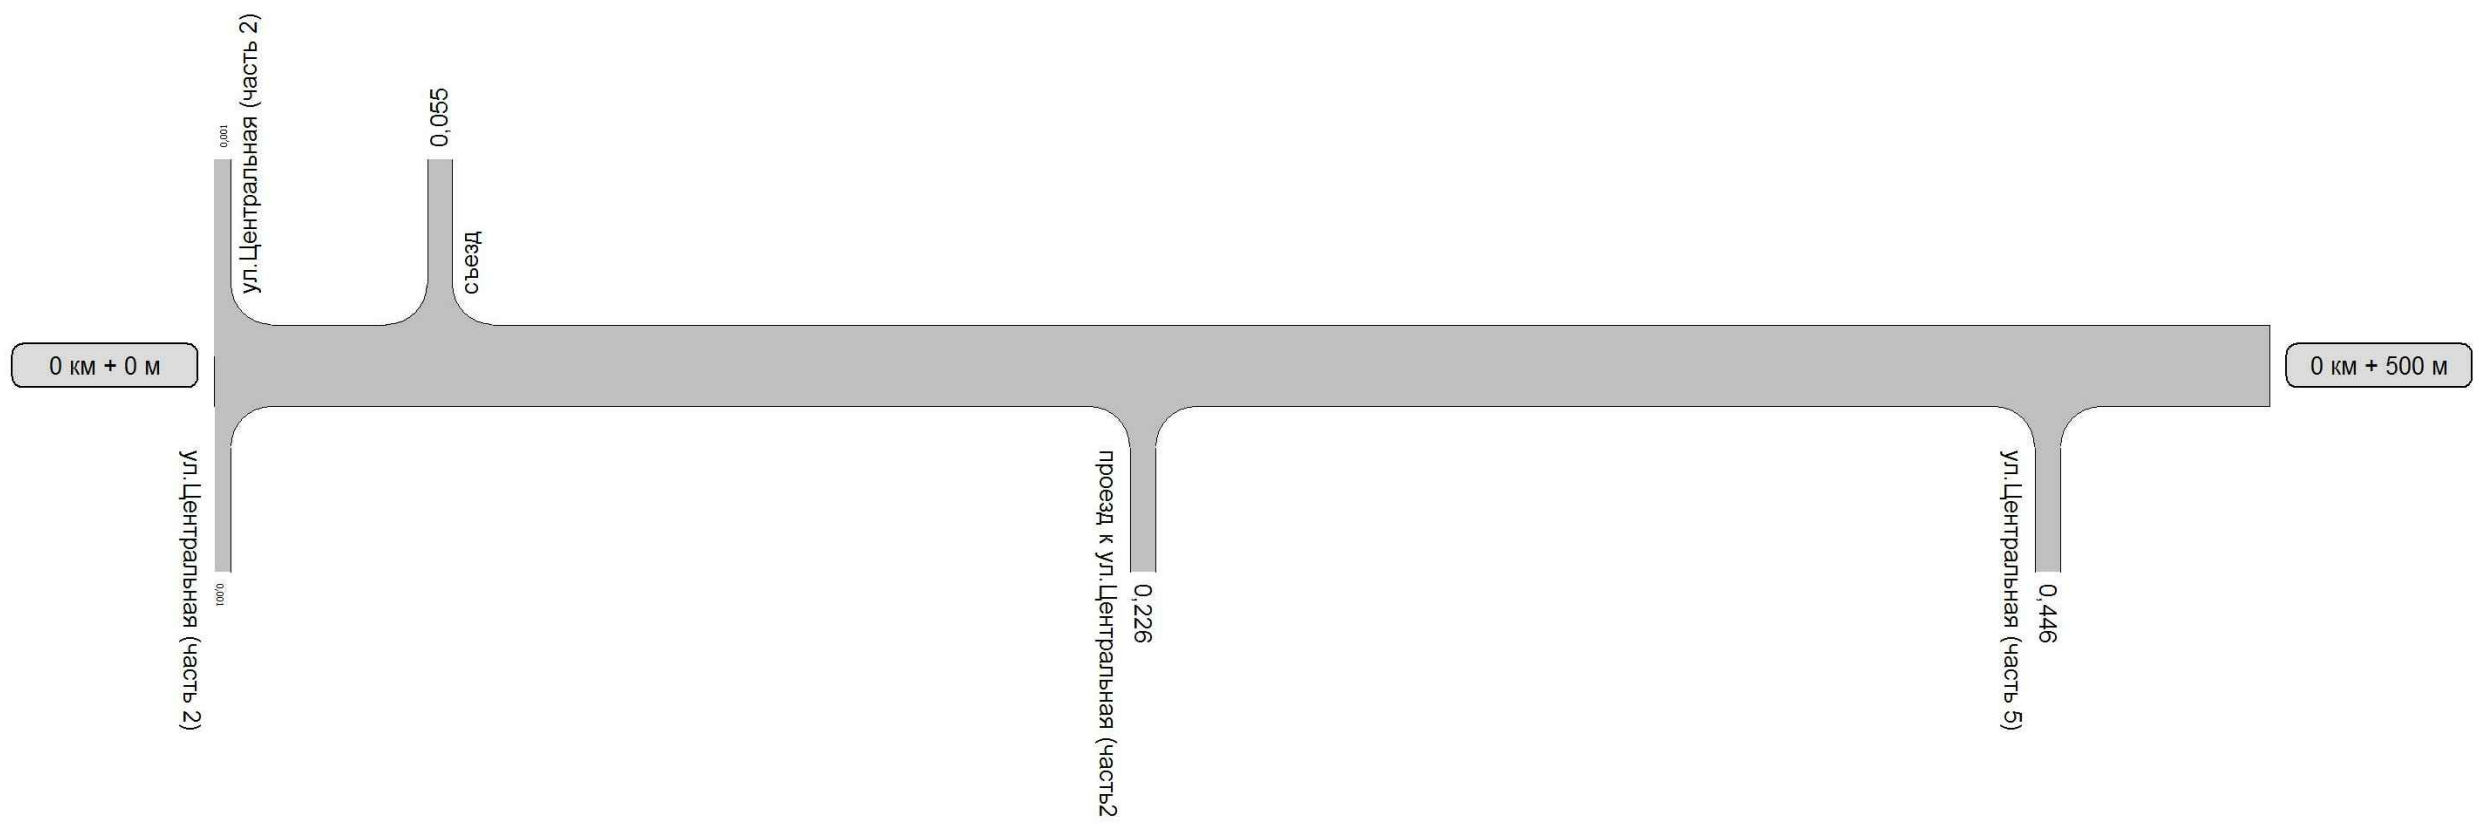 0,001
ул.Центральная (часть 2)
0,055
съезд
0 км + 0 м
0 км + 500 м
ул.Центральная (часть 2)
0,001
проезд к ул.Центральная (часть2
0,226
ул.Центральная (часть 5)
0,446